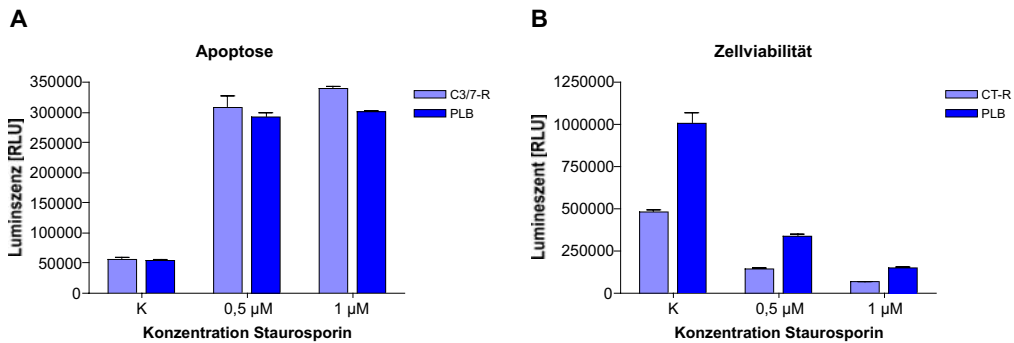 A
Apoptose
350000
300000
250000
200000
150000
100000
50000
0
Luminszenz [RLU]
K
0,5 µM
1 µM
Konzentration Staurosporin
C3/7-R
PLB
B
Zellviabilität
1250000
1000000
750000
500000
250000
0
Lumineszent [RLU]
K
0,5 µM
1 µM
Konzentration Staurosporin
CT-R
PLB